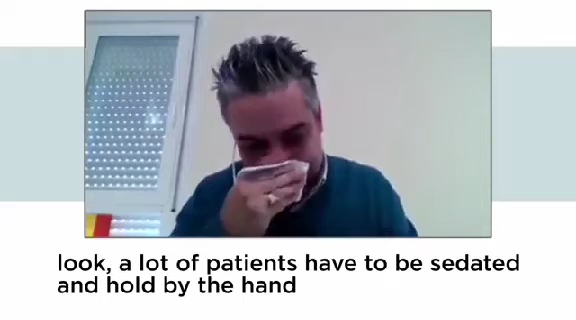 look, a lot of patients have to be sedated
and hold by the hand